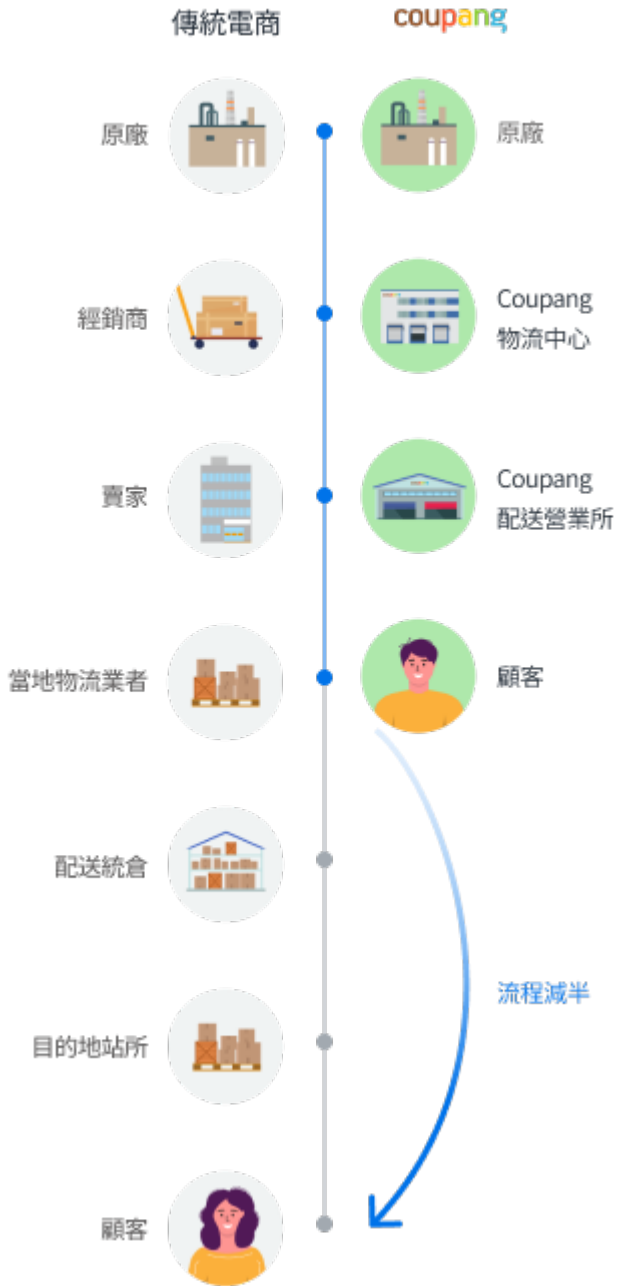 傳統電商
coupang
原廠
原廠
經銷商
Coupang
物流中心
賣家
Coupang
配送營業所
當地物流業者
顧客
配送統倉
流程減半
目的地站所
顧客